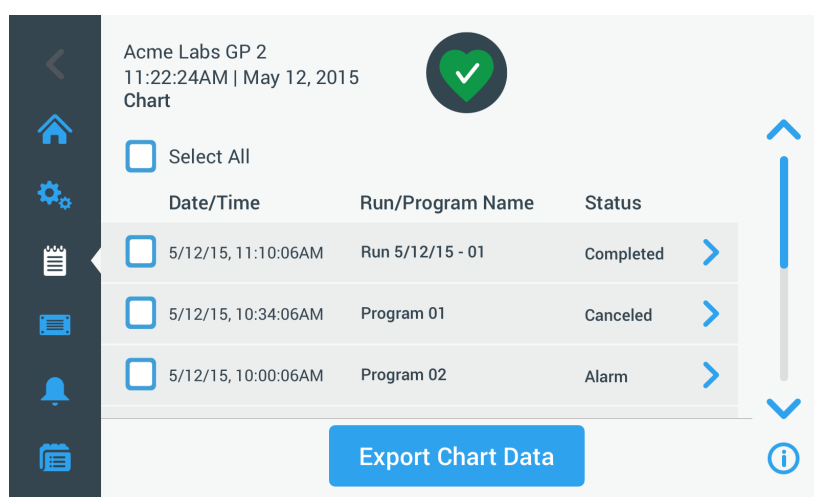 Acme Labs GP 2
11:22:24AM | May 12, 2015
Chart
Select All
Date/Time Run/Program Name Status
5/12/15, 11:10:06AM Run 5/12/15 - 01 Completed
5/12/15, 10:34:06AM Program 01 Canceled
5/12/15, 10:00:06AM Program 02 Alarm
Export Chart Data